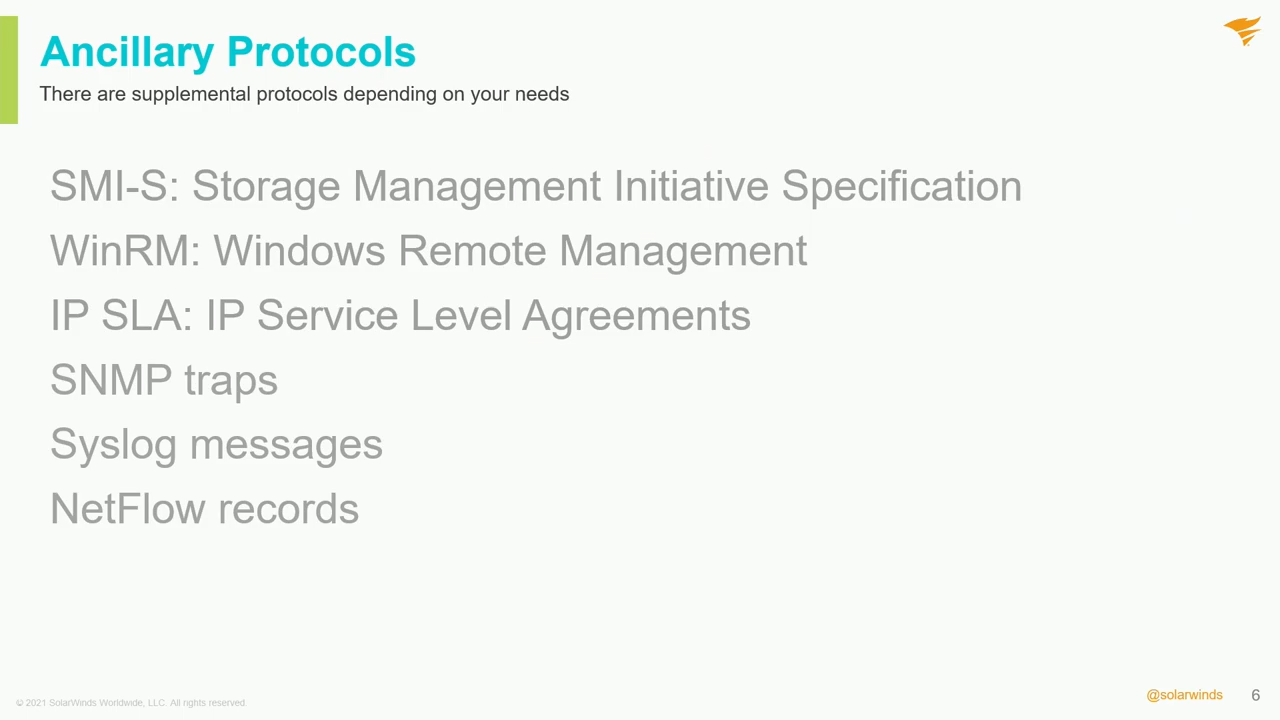 Ancillary Protocols
There are supplemental protocols depending on your needs
SMI-S: Storage Management Initiative Specification
WinRM: Windows Remote Management
IP SLA: IP Service Level Agreements
SNMP traps
Syslog messages
NetFlow records
© 2021 SolarWinds Worldwide, LLC. All rights reserved.
@solarwinds 6